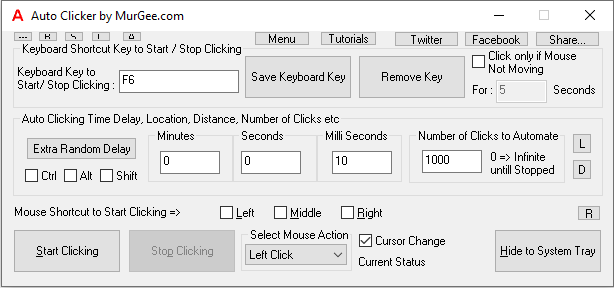 Auto Clicker by MurGee.com
... B S L A Menu Tutorials Twitter Facebook Share...
Keyboard Shortcut Key to Start / Stop Clicking
Keyboard Key to
Start/ Stop Clicking :
F6
Save Keyboard Key
Remove Key
Click only if Mouse
Not Moving
For : 5 Seconds
Auto Clicking Time Delay, Location, Distance, Number of Clicks etc
Extra Random Delay
Ctrl Alt Shift
Minutes
0
Seconds
0
Milli Seconds
10
Number of Clicks to Automate
1000
0 => Infinite
untill Stopped
L
D
Mouse Shortcut to Start Clicking => Left Middle Right
R
Start Clicking
Stop Clicking
Select Mouse Action
Left Click
Cursor Change
Current Status
Hide to System Tray